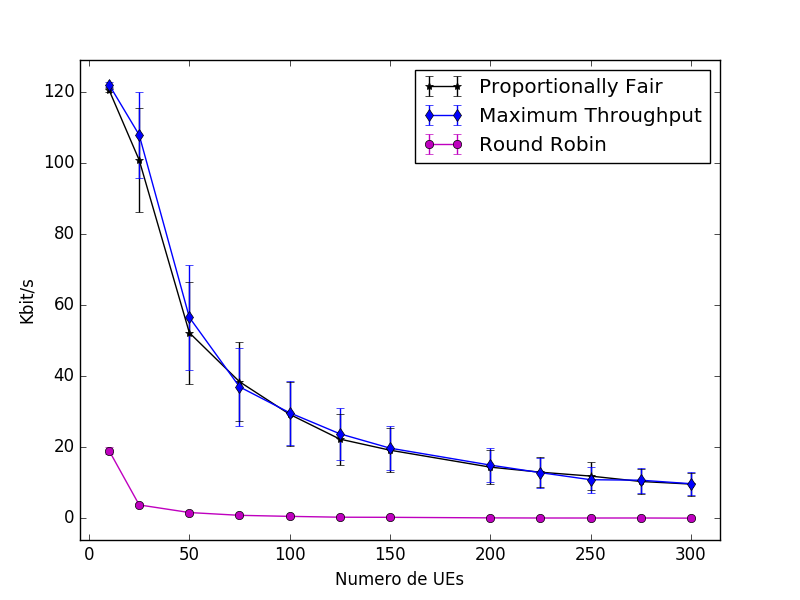 Proportionally Fair
Maximum Throughput
Round Robin
120
100
80
60
40
20
0
Kbit/s
0 50 100 150 200 250 300
Numero de UEs